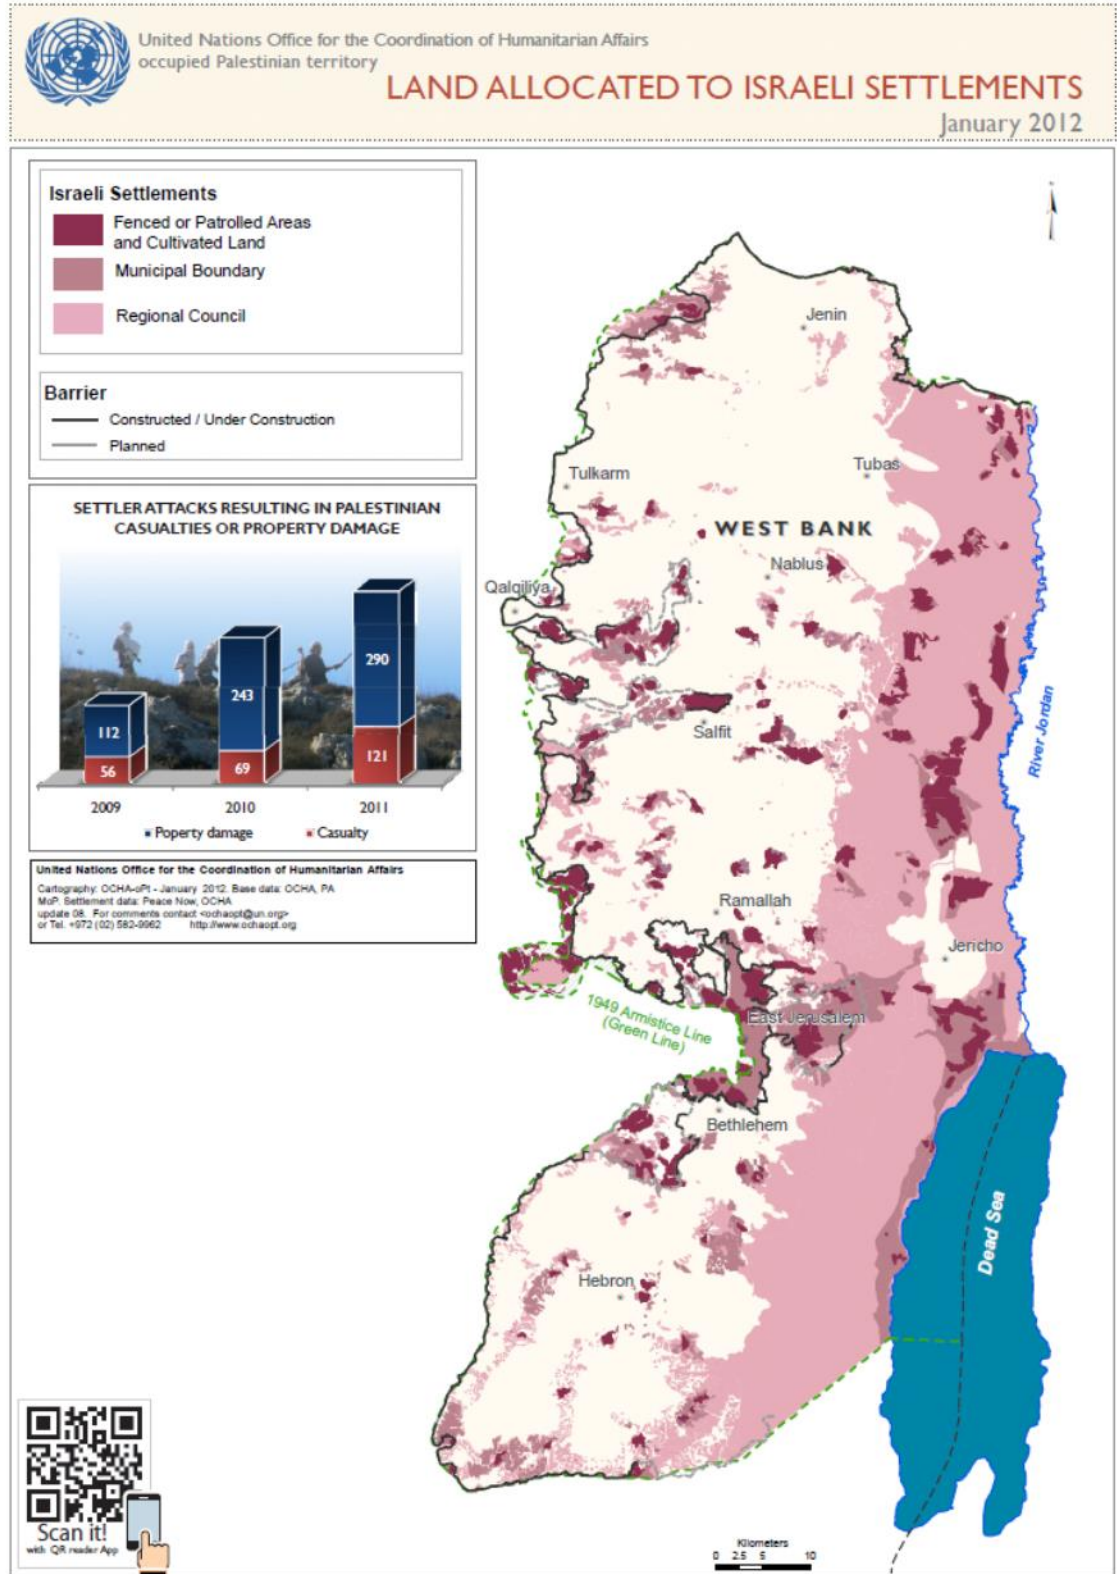 United Nations Office for the Coordination of Humanitarian Affairs
occupied Palestinian territory
LAND ALLOCATED TO ISRAELI SETTLEMENTS
January 2012
Israeli Settlements
Fenced or Patrolled Areas
and Cultivated Land
Municipal Boundary
Regional Council
Barrier
Constructed / Under Construction
Planned
SETTLER ATTACKS RESULTING IN PALESTINIAN
CASUALTIES OR PROPERTY DAMAGE
112
56
243
69
290
121
2009
2010
2011
Poperty damage
Casualty
United Nations Office for the Coordination of Humanitarian Affairs
Cartography: OCHA-oPt - January 2012. Base data: OCHA, PA
MoP. Settlement data: Peace Now, OCHA
update 08. For comments contact <ochaopt@un.org>
or Tel. +972 (02) 582-9962 http://www.ochaopt.org
Jenin
Tulkarm
Tubas
WEST BANK
Nablus
Qalqiliya
Salfit
River Jordan
Ramallah
Jericho
1949 Armistice Line
(Green Line)
East Jerusalem
Bethlehem
Dead Sea
Hebron
Scan it!
with QR reader App
Kilometers
0 2.5 5 10